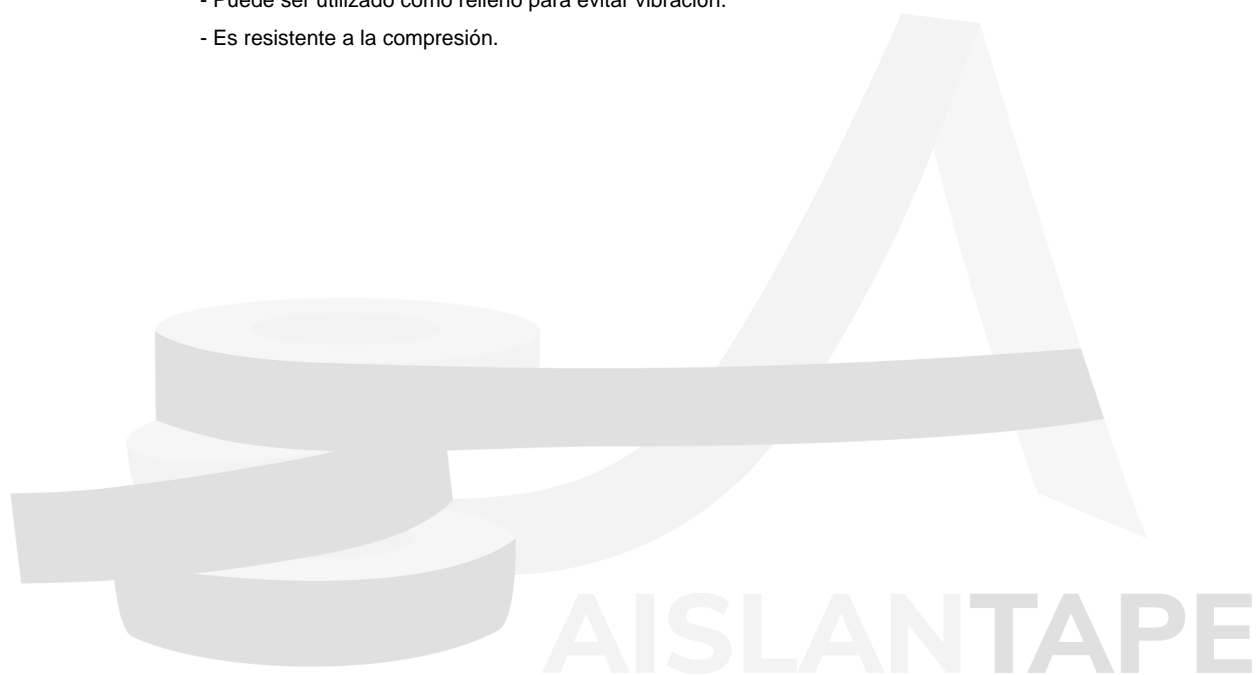 - Puede ser utilizado como relleno para evitar vibración.
- Es resistente a la compresión.
AISLANTAPE